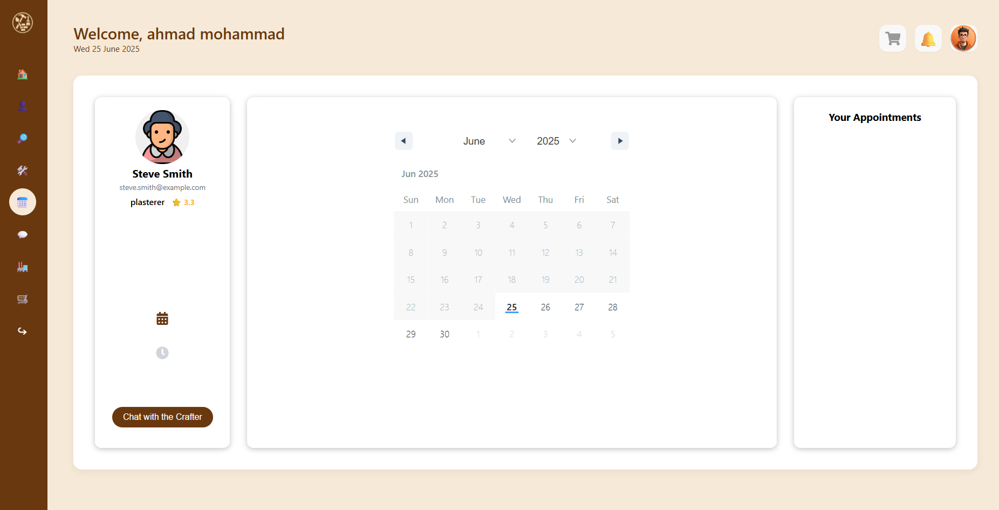 Welcome, ahmad mohammad
Wed 25 June 2025
Steve Smith
steve.smith@example.com
plasterer 3.3
Chat with the Crafter
June 2025
Jun 2025
Sun Mon Tue Wed Thu Fri Sat
1 2 3 4 5 6 7
8 9 10 11 12 13 14
15 16 17 18 19 20 21
22 23 24 25 26 27 28
29 30 1 2 3 4 5
Your Appointments